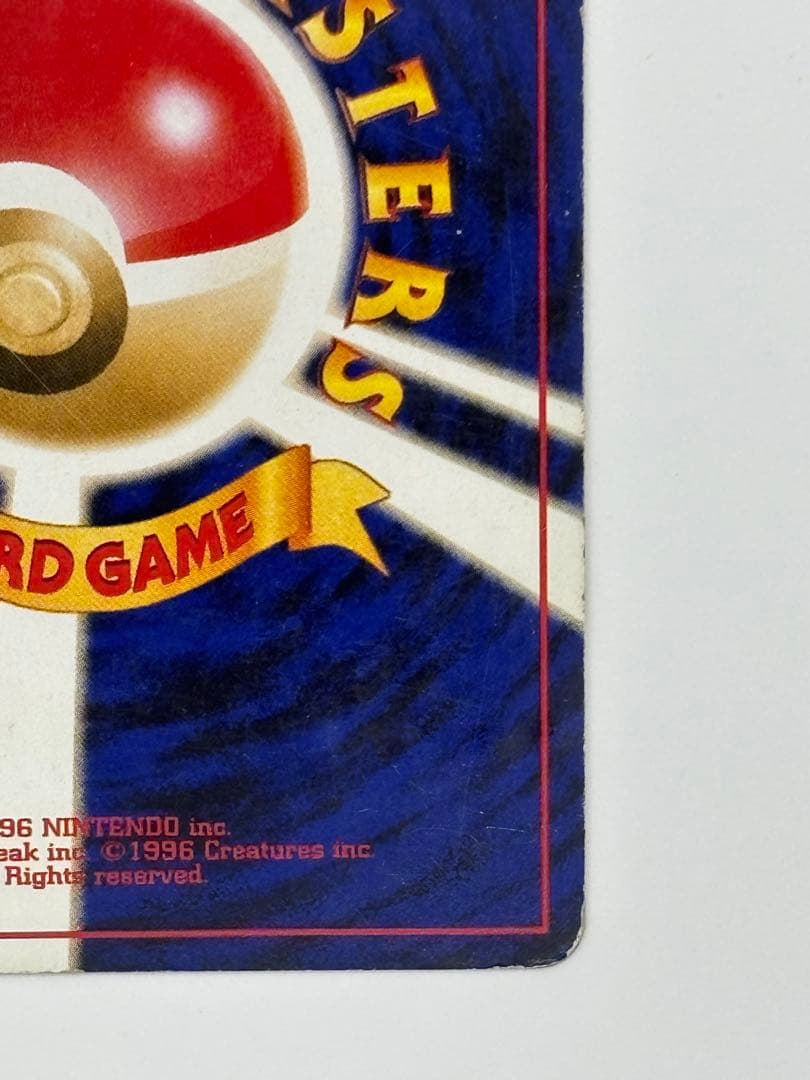 STERS
RD GAME
96 NINTENDO inc.
eak inc. ©1996 Creatures inc.
Rights reserved.